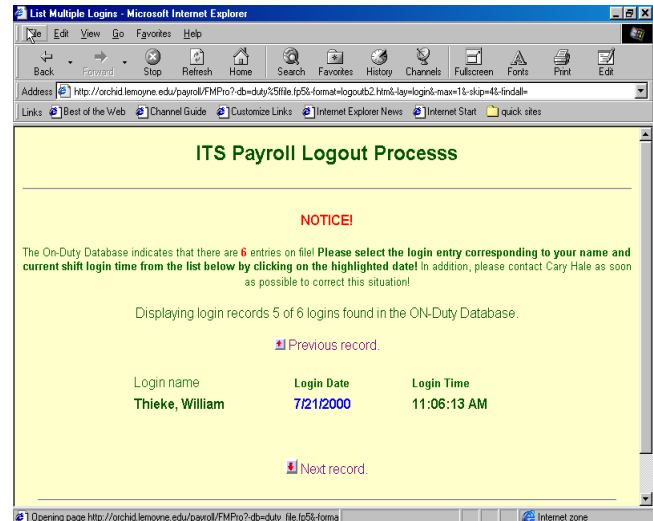 List Multiple Logins - Microsoft Internet Explorer
File Edit View Go Favorites Help
Back Forward Stop Refresh Home Search Favorites History Channels Fullscreen Fonts Print Edit
Address http://orchid.lemoyne.edu/payroll/FMPro?-db=duty%5ffile.fp5&-format=logoutb2.htm&-lay=login&-max=1&-skip=4&-findall=
Links Best of the Web Channel Guide Customize Links Internet Explorer News Internet Start quick sites
ITS Payroll Logout Processs
NOTICE!
The On-Duty Database indicates that there are 6 entries on file! Please select the login entry corresponding to your name and
current shift login time from the list below by clicking on the highlighted date! In addition, please contact Cary Hale as soon
as possible to correct this situation!
Displaying login records 5 of 6 logins found in the ON-Duty Database.
Previous record.
Login name Login Date Login Time
Thieke, William 7/21/2000 11:06:13 AM
Next record.
Opening page http://orchid.lemoyne.edu/payroll/FMPro?-db=duty_file.fp5&-forma Internet zone